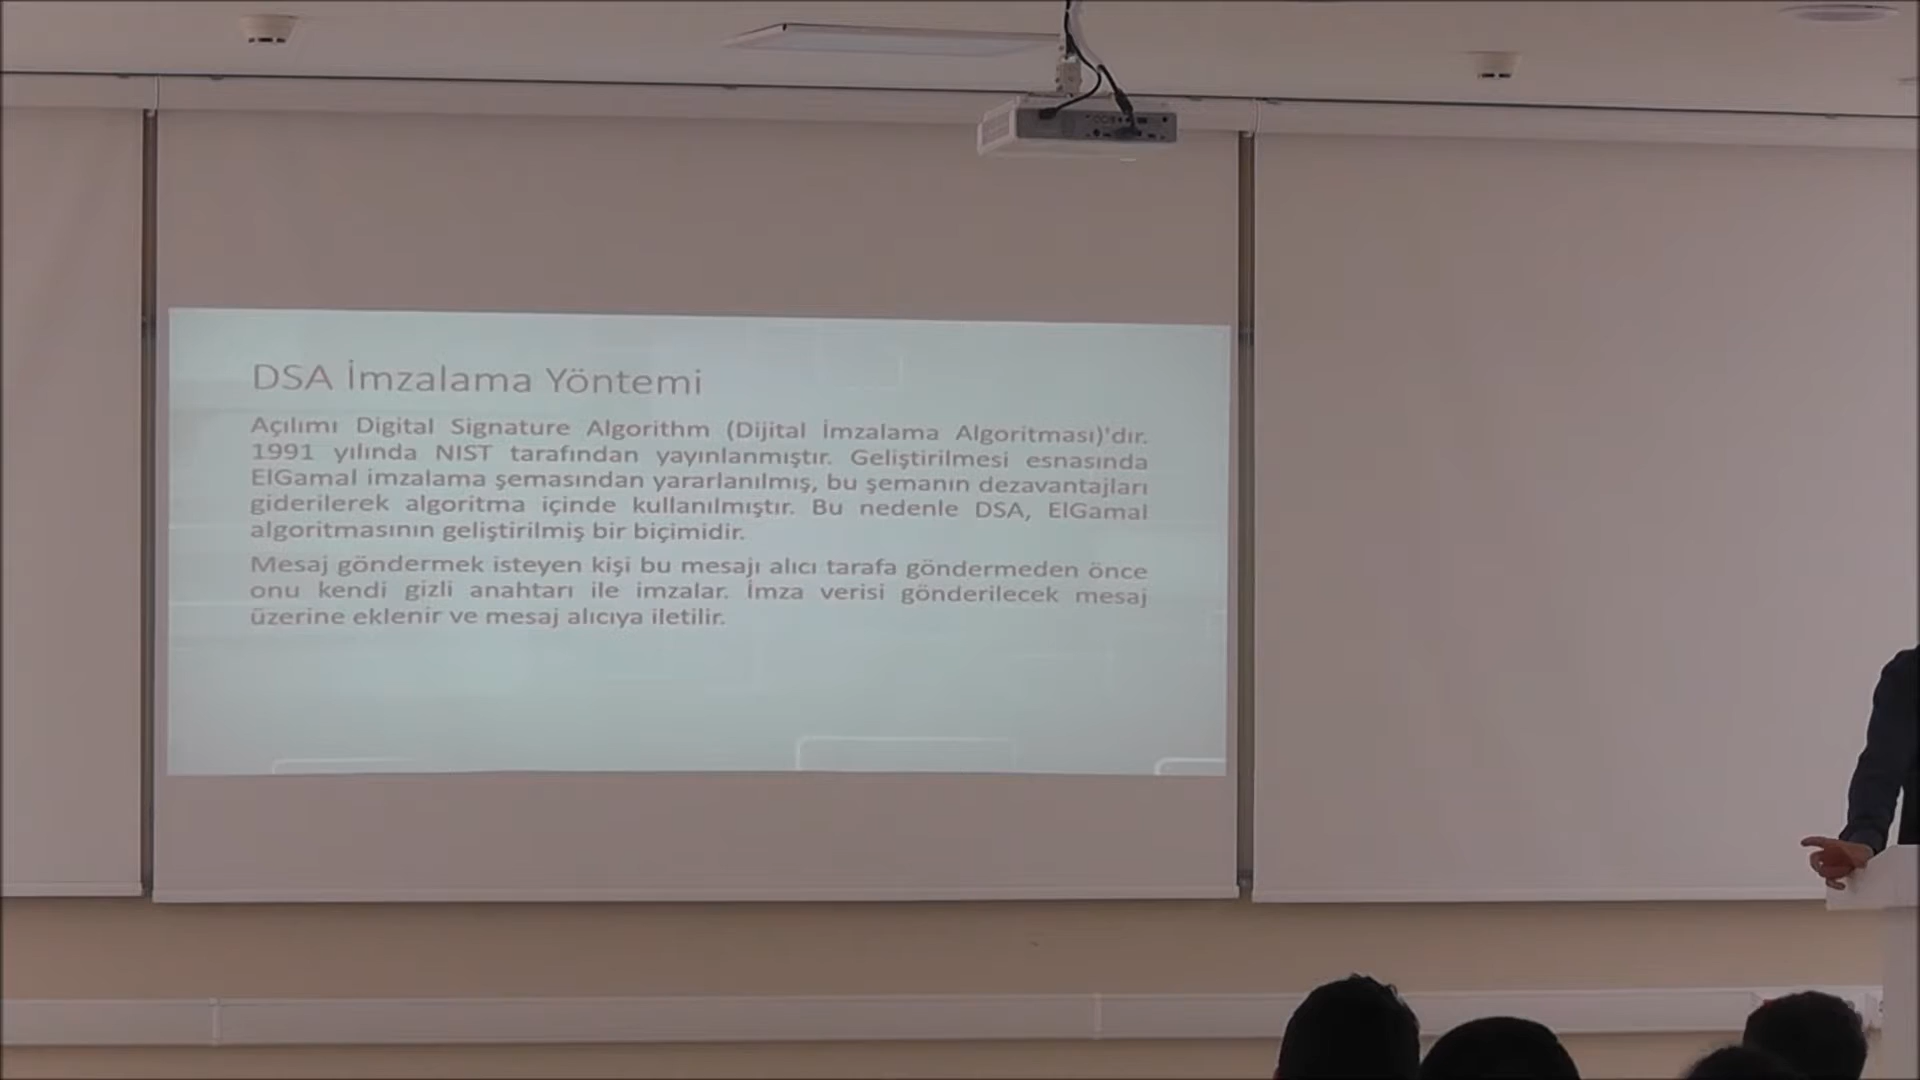 DSA İmzalama Yöntemi
Açılımı Digital Signature Algorithm (Dijital İmzalama Algoritması)'dır.
1991 yılında NIST tarafından yayınlanmıştır. Geliştirilmesi esnasında
ElGamal imzalama şemasından yararlanılmış, bu şemanın dezavantajları
giderilerek algoritma içinde kullanılmıştır. Bu nedenle DSA, ElGamal
algoritmasının geliştirilmiş bir biçimidir.
Mesaj göndermek isteyen kişi bu mesajı alıcı tarafa göndermeden önce
onu kendi gizli anahtarı ile imzalar. İmza verisi gönderilecek mesaj
üzerine eklenir ve mesaj alıcıya iletilir.